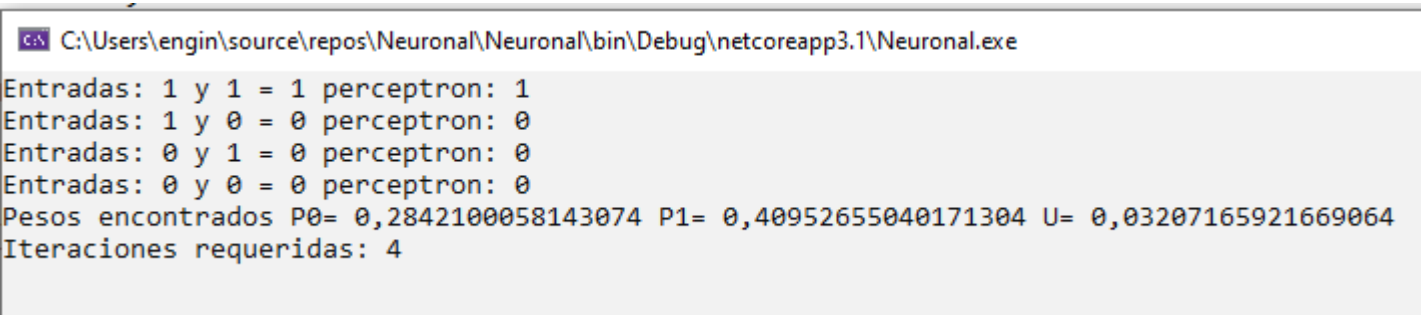 C:\Users\engin\source\repos\Neuronal\Neuronal\bin\Debug\netcoreapp3.1\Neuronal.exe
Entradas: 1 y 1 = 1 perceptron: 1
Entradas: 1 y 0 = 0 perceptron: 0
Entradas: 0 y 1 = 0 perceptron: 0
Entradas: 0 y 0 = 0 perceptron: 0
Pesos encontrados P0= 0,2842100058143074 P1= 0,40952655040171304 U= 0,03207165921669064
Iteraciones requeridas: 4